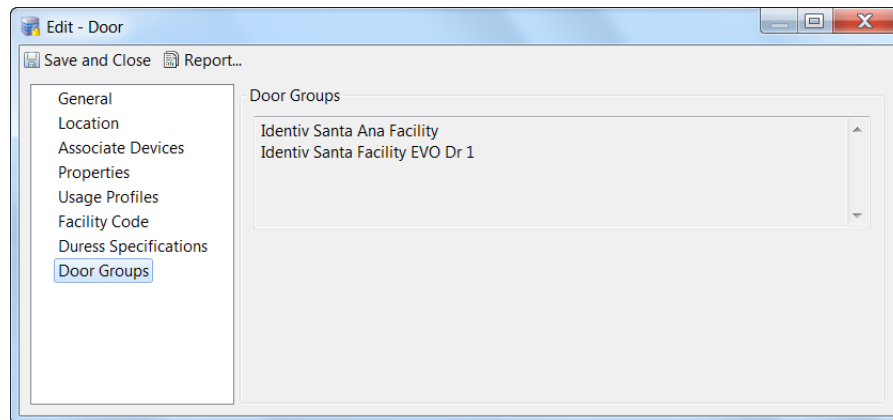 Edit - Door
Save and Close Report...
General
Location
Associate Devices
Properties
Usage Profiles
Facility Code
Duress Specifications
Door Groups
Door Groups
Identiv Santa Ana Facility
Identiv Santa Facility EVO Dr 1